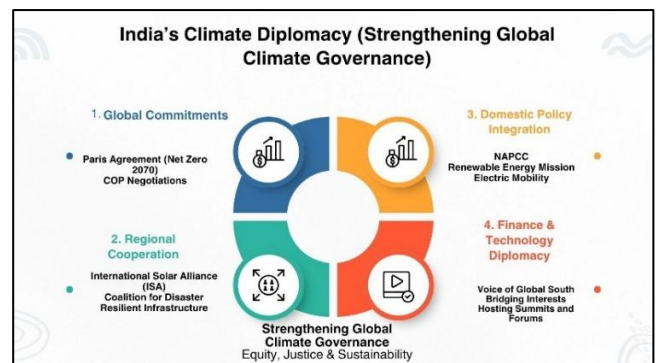 India's Climate Diplomacy (Strengthening Global
Climate Governance)
1. Global Commitments
Paris Agreement (Net Zero
2070)
COP Negotiations
2. Regional
Cooperation
International Solar Alliance
(ISA)
Coalition for Disaster
Resilient Infrastructure
3. Domestic Policy
Integration
NAPCC
Renewable Energy Mission
Electric Mobility
4. Finance &
Technology
Diplomacy
Voice of Global South
Bridging Interests
Hosting Summits and
Forums
Strengthening Global
Climate Governance
Equity, Justice & Sustainability